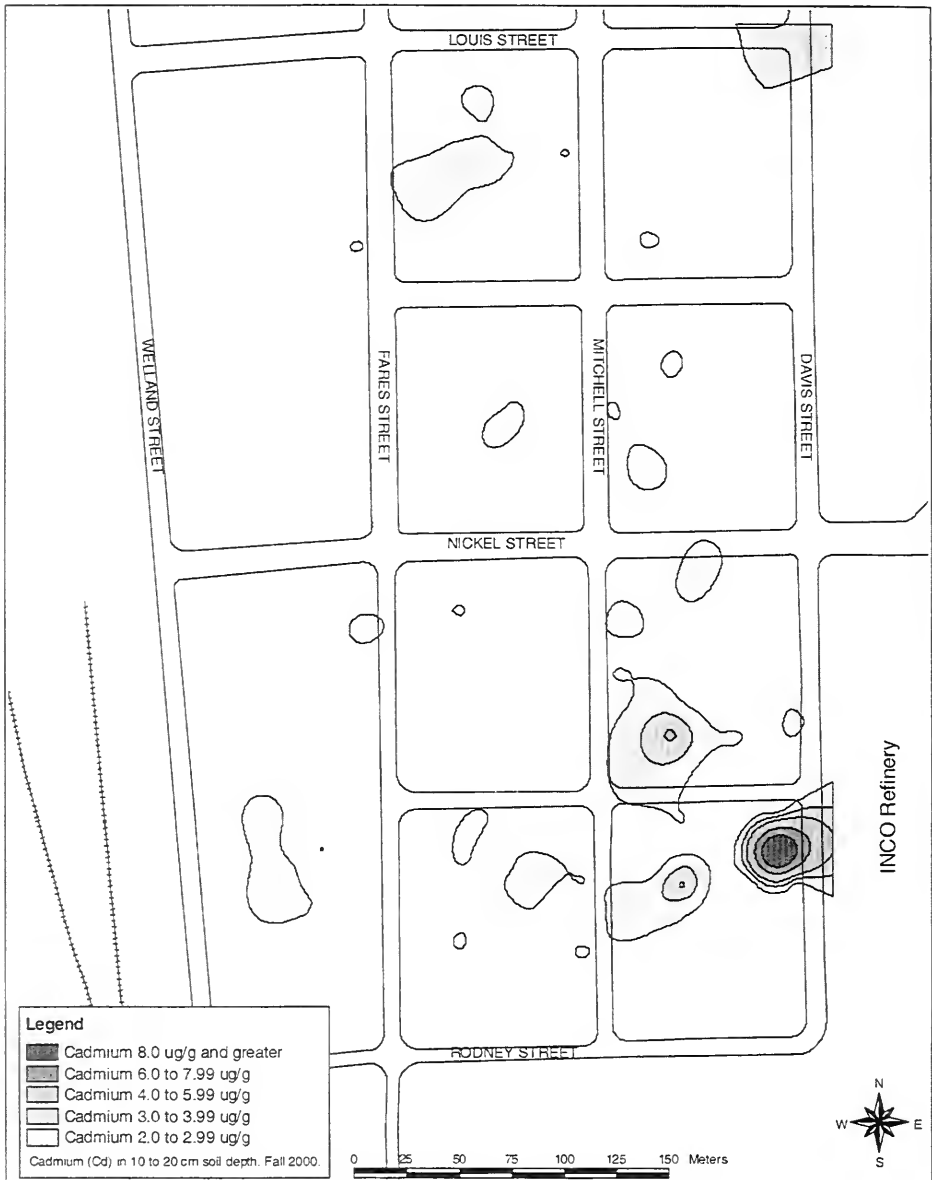 LOUIS STREET
WELLAND STREET
FARES STREET
MITCHELL STREET
DAVIS STREET
NICKEL STREET
INCO Refinery
RODNEY STREET
Legend
Cadmium 8.0 ug/g and greater
Cadmium 6.0 to 7.99 ug/g
Cadmium 4.0 to 5.99 ug/g
Cadmium 3.0 to 3.99 ug/g
Cadmium 2.0 to 2.99 ug/g
Cadmium (Cd) in 10 to 20 cm soil depth. Fall 2000.
0 25 50 75 100 125 150 Meters
N
W E
S